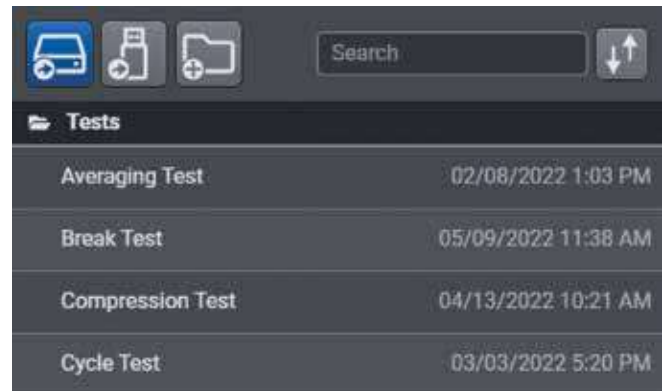 Search
Tests
Averaging Test 02/08/2022 1:03 PM
Break Test 05/09/2022 11:38 AM
Compression Test 04/13/2022 10:21 AM
Cycle Test 03/03/2022 5:20 PM